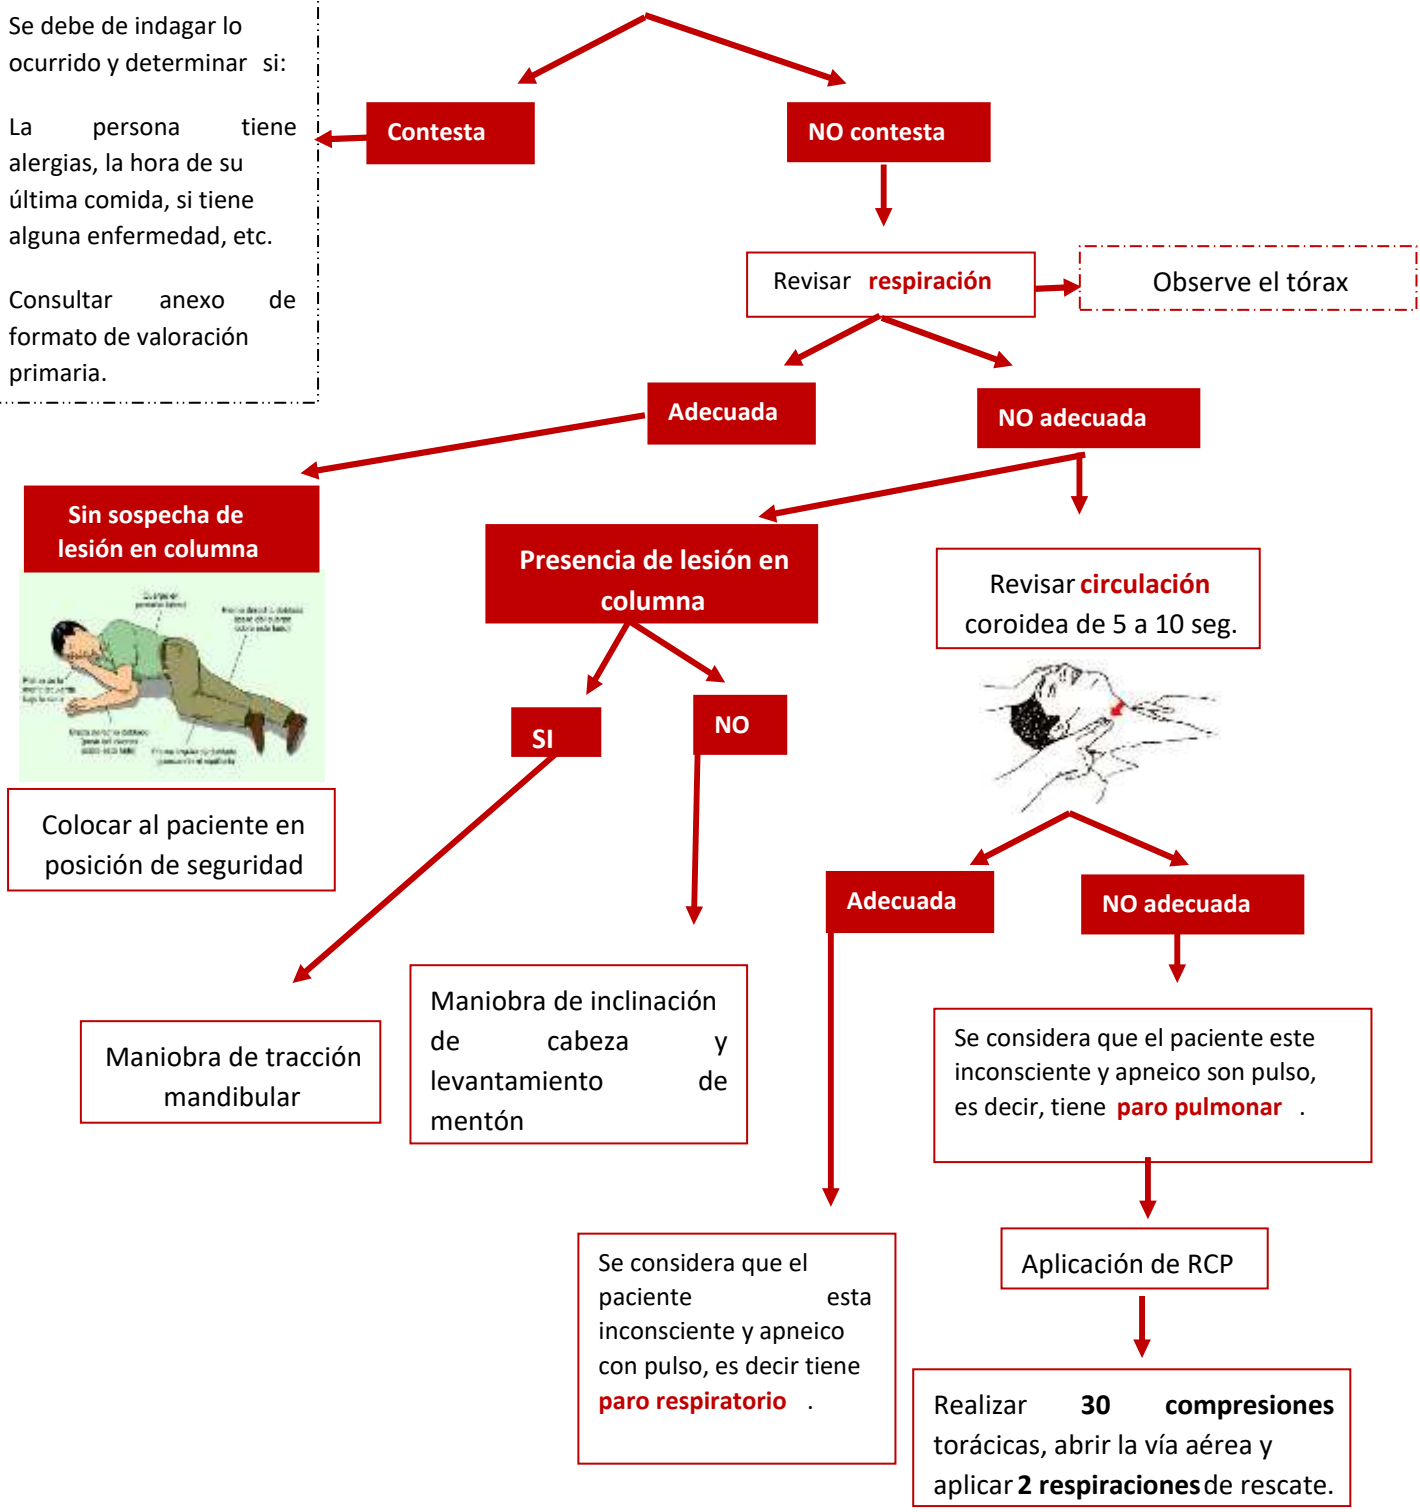 Se debe de indagar lo
ocurrido y determinar si:
La persona tiene
alergias, la hora de su
última comida, si tiene
alguna enfermedad, etc.
Consultar anexo de
formato de valoración
primaria.
Contesta
NO contesta
Revisar respiración
Observe el tórax
Adecuada
NO adecuada
Sin sospecha de
lesión en columna
Colocar al paciente en
posición de seguridad
Presencia de lesión en
columna
SI
NO
Maniobra de tracción
mandibular
Maniobra de inclinación
de cabeza y
levantamiento de
mentón
Revisar circulación
coroidea de 5 a 10 seg.
Adecuada
NO adecuada
Se considera que el
paciente esta
inconsciente y apneico
con pulso, es decir tiene
paro respiratorio .
Se considera que el paciente este
inconsciente y apneico son pulso,
es decir, tiene paro pulmonar .
Aplicación de RCP
Realizar 30 compresiones
torácicas, abrir la vía aérea y
aplicar 2 respiraciones de rescate.